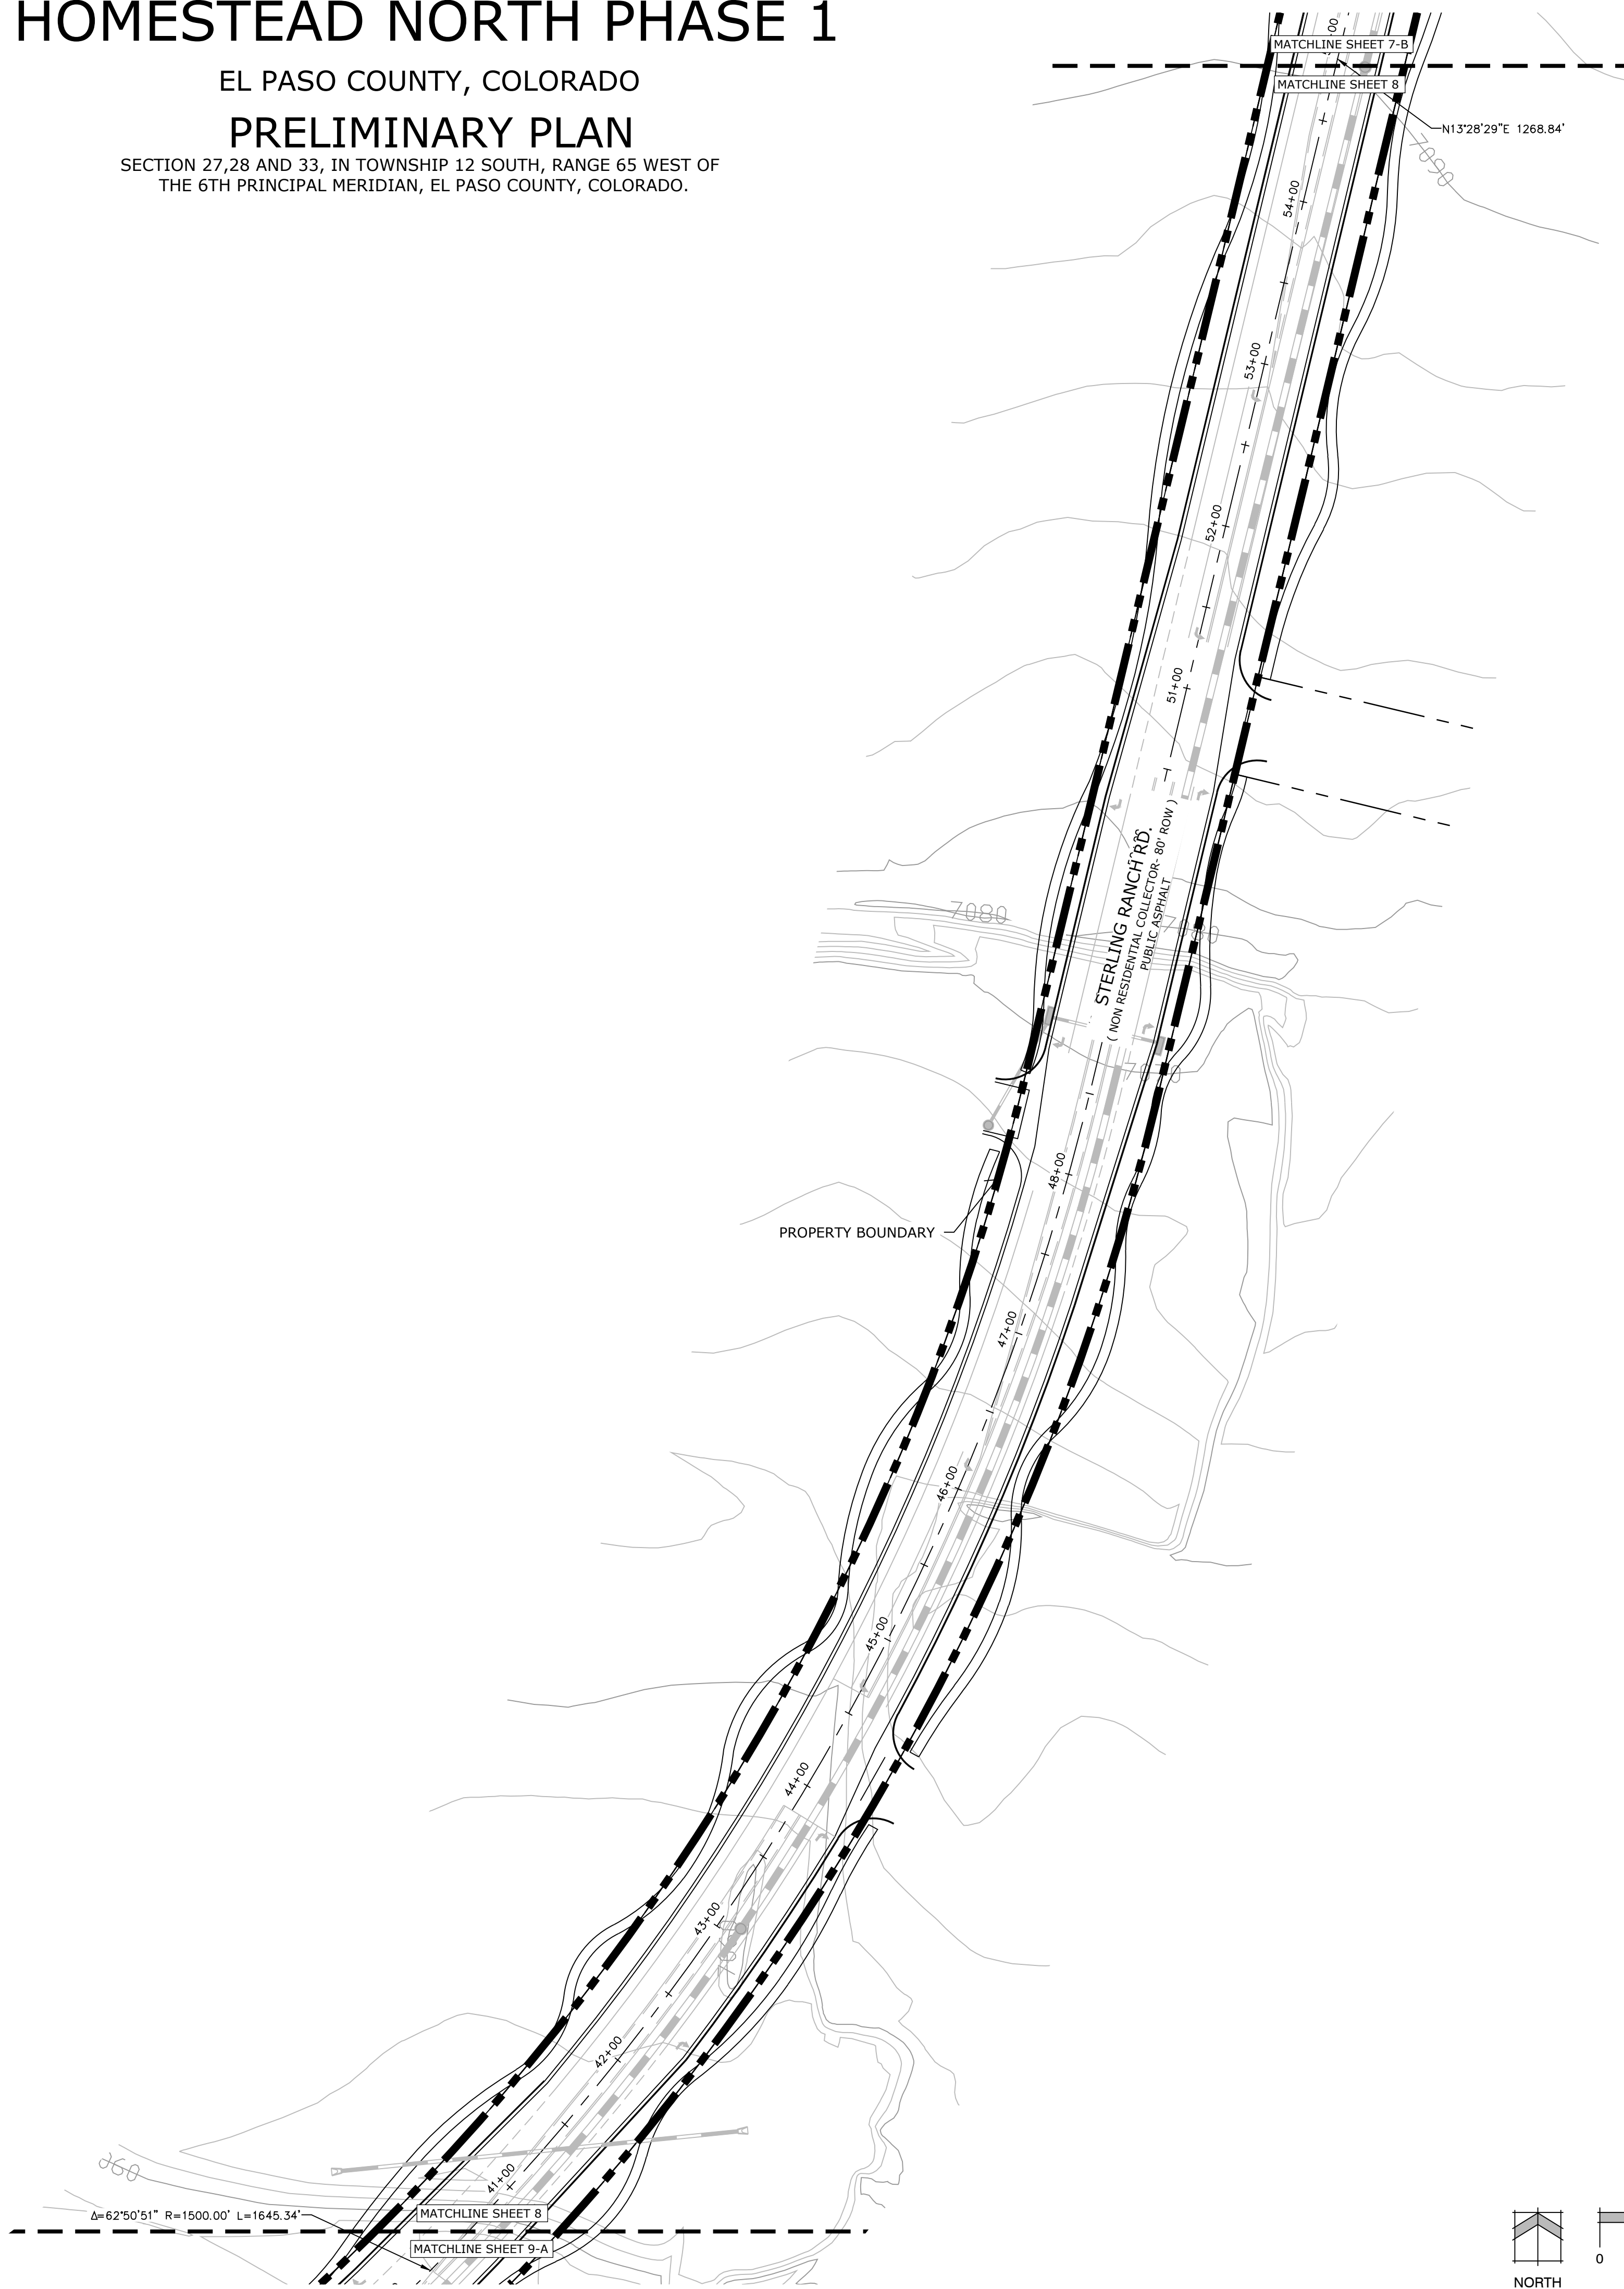 HOMESTEAD NORTH PHASE 1
EL PASO COUNTY, COLORADO
PRELIMINARY PLAN
SECTION 27,28 AND 33, IN TOWNSHIP 12 SOUTH, RANGE 65 WEST OF
THE 6TH PRINCIPAL MERIDIAN, EL PASO COUNTY, COLORADO.
MATCHLINE SHEET 7-B
MATCHLINE SHEET 8
N13°28'29"E 1268.84'
54+00
53+00
52+00
51+00
STERLING RANCH RD.
( NON RESIDENTIAL COLLECTOR- 80' ROW )
PUBLIC ASPHALT
7080
7080
48+00
PROPERTY BOUNDARY
47+00
46+00
45+00
44+00
43+00
42+00
41+00
Δ=62°50'51" R=1500.00' L=1645.34'
MATCHLINE SHEET 8
MATCHLINE SHEET 9-A
NORTH
0